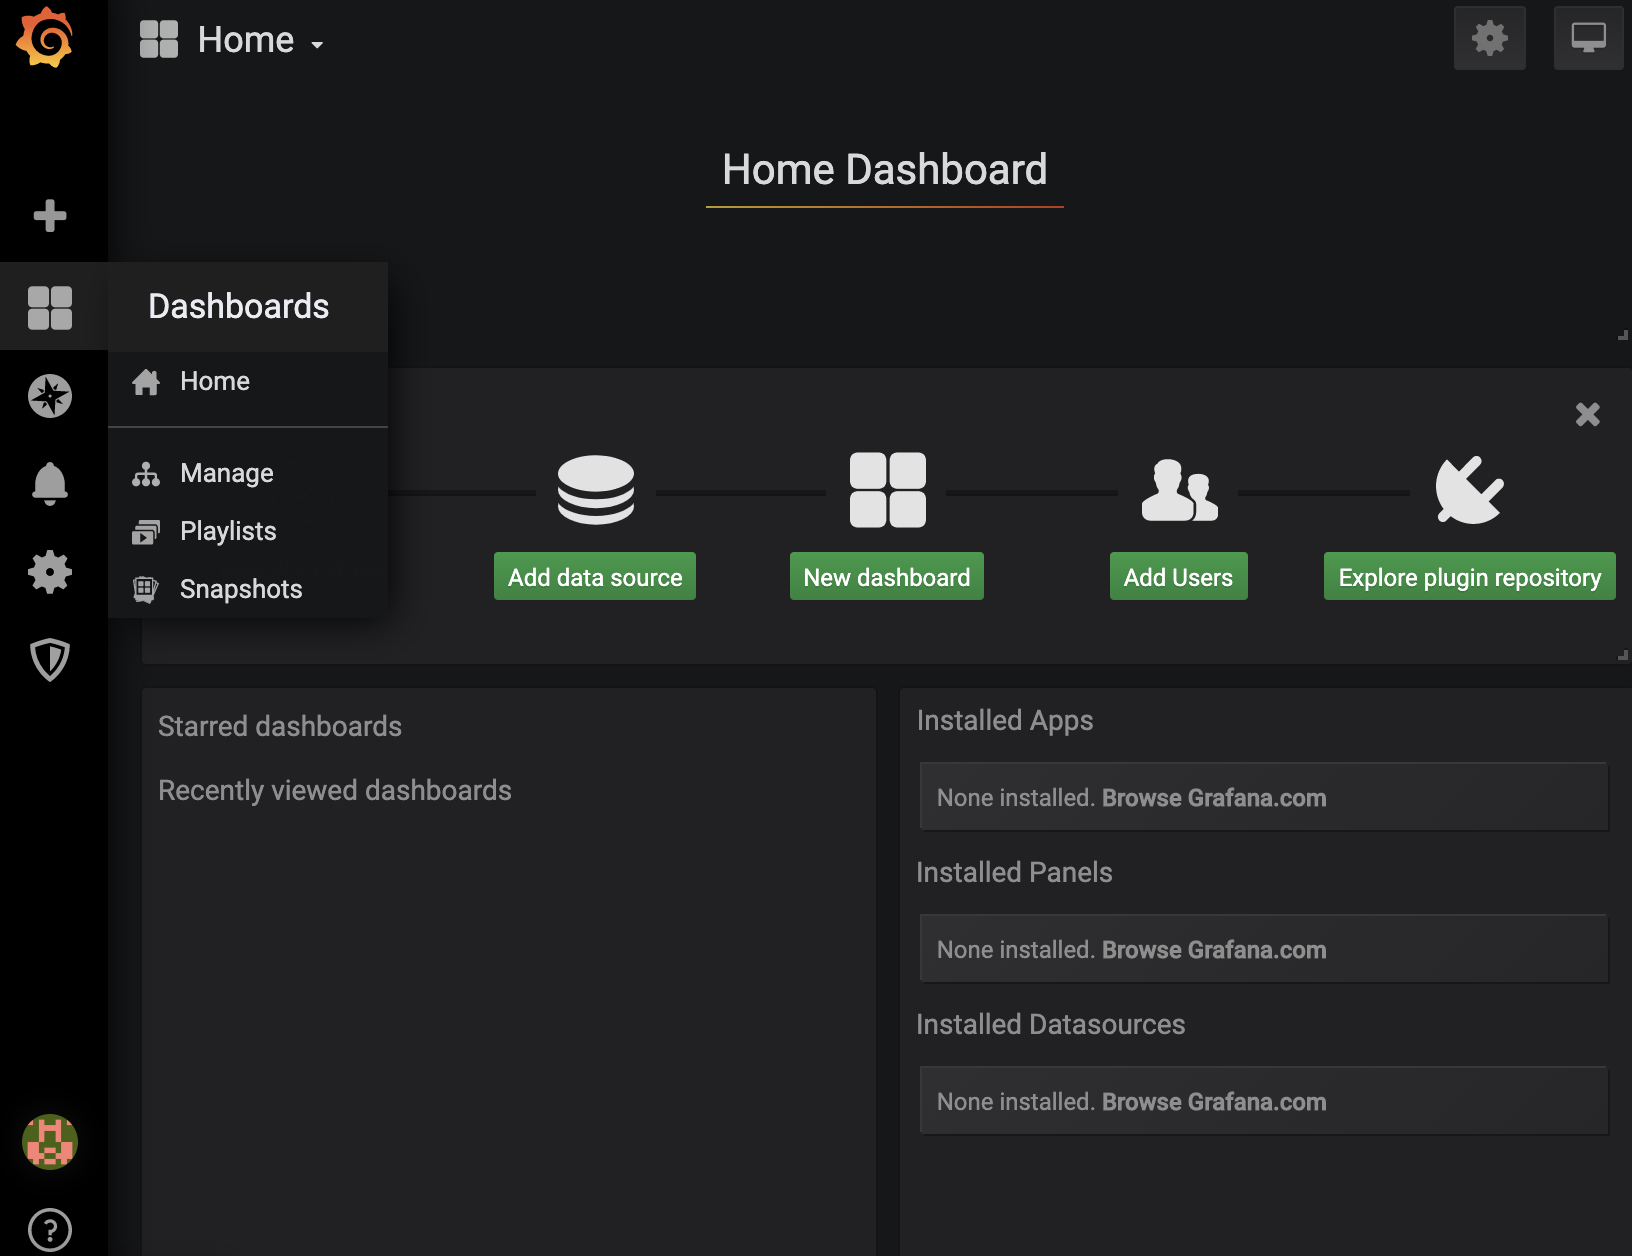 Home
Home Dashboard
Dashboards
Home
Manage
Playlists
Snapshots
Add data source
New dashboard
Add Users
Explore plugin repository
Starred dashboards
Recently viewed dashboards
Installed Apps
None installed. Browse Grafana.com
Installed Panels
None installed. Browse Grafana.com
Installed Datasources
None installed. Browse Grafana.com
?